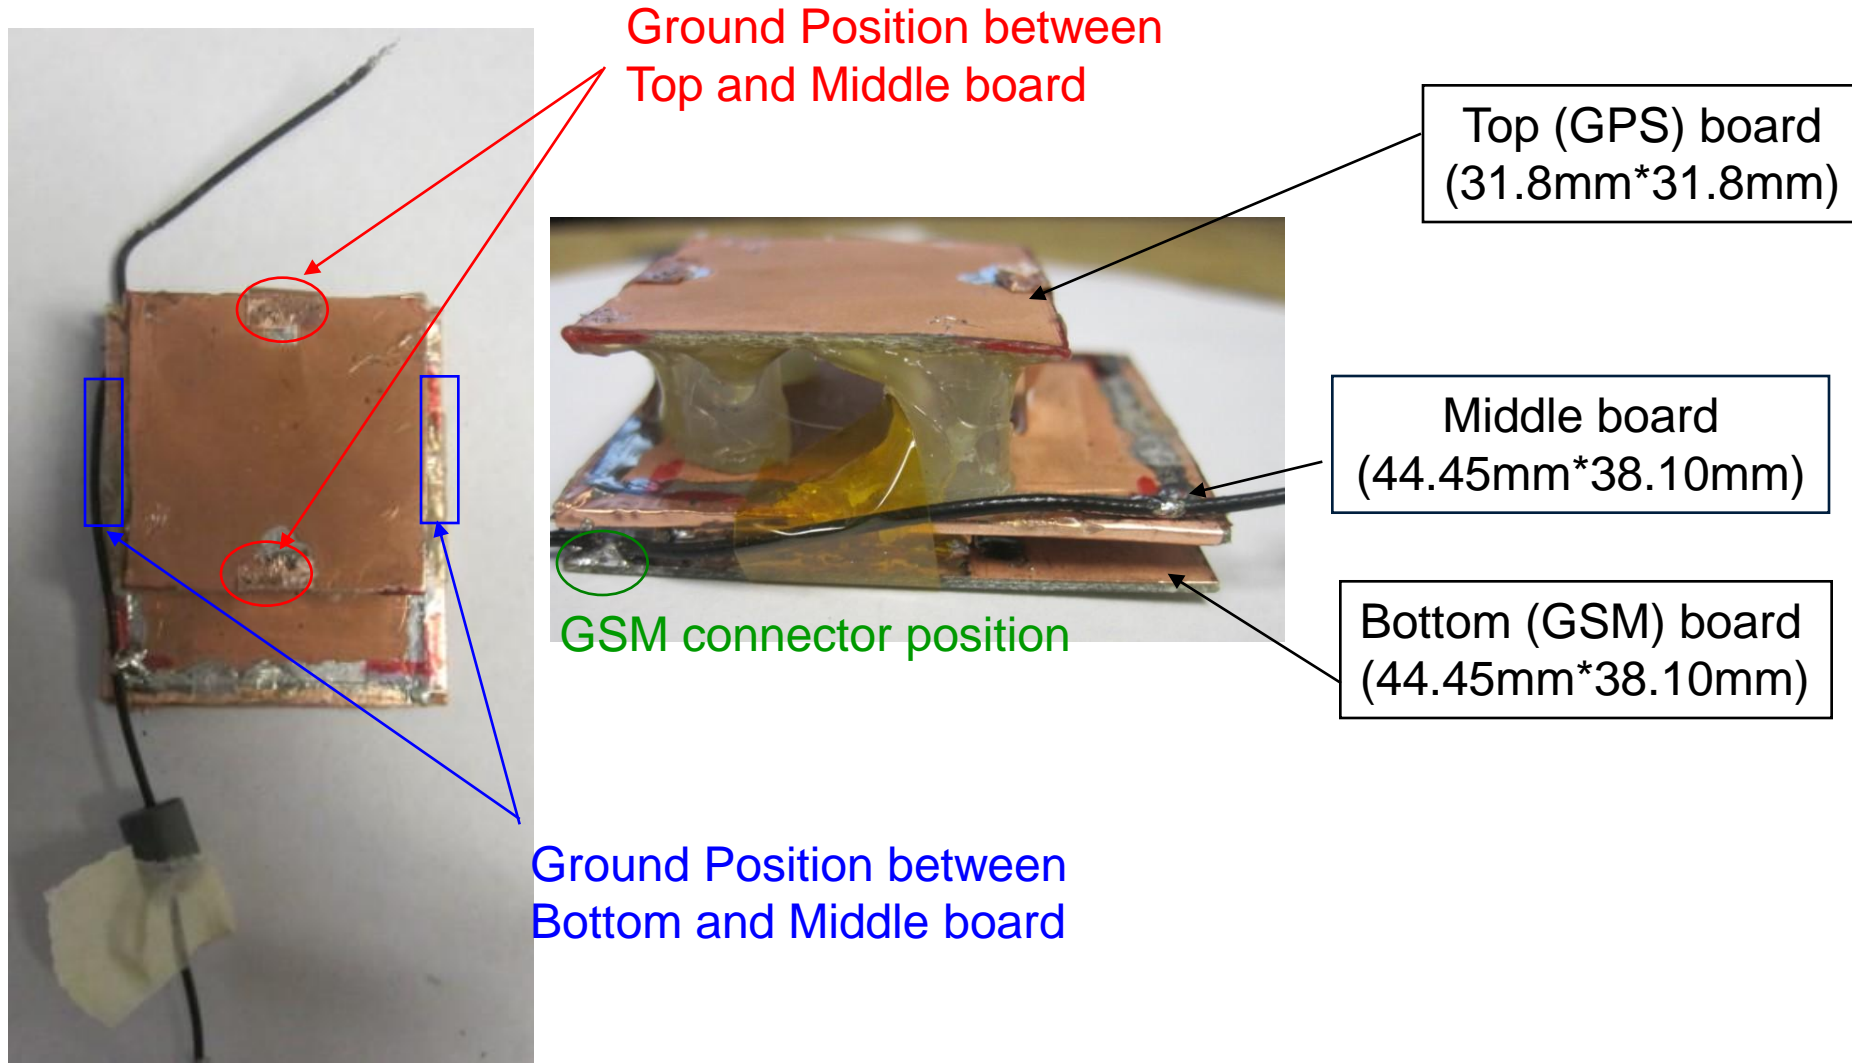 Ground Position between
Top and Middle board
Top (GPS) board
(31.8mm*31.8mm)
Middle board
(44.45mm*38.10mm)
GSM connector position
Bottom (GSM) board
(44.45mm*38.10mm)
Ground Position between
Bottom and Middle board